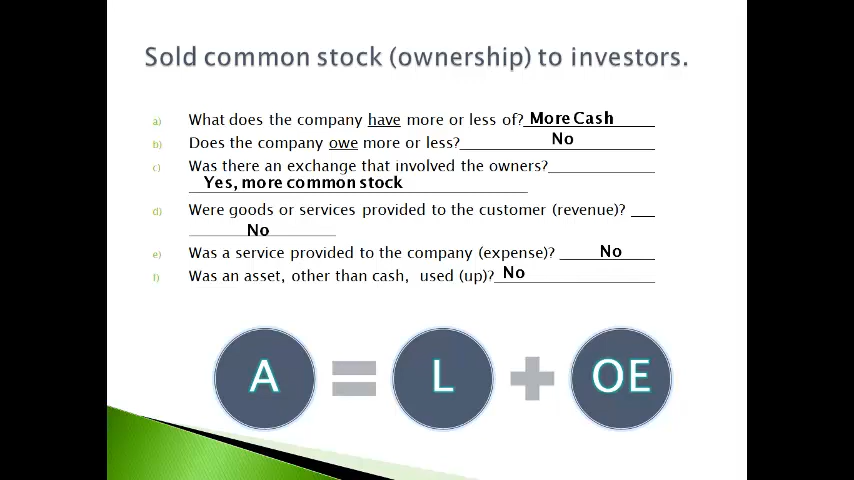 Sold common stock (ownership) to investors.
a) What does the company have more or less of? More Cash
b) Does the company owe more or less? No
c) Was there an exchange that involved the owners?
Yes, more common stock
d) Were goods or services provided to the customer (revenue)?
No
e) Was a service provided to the company (expense)? No
f) Was an asset, other than cash, used (up)? No
A = L + OE